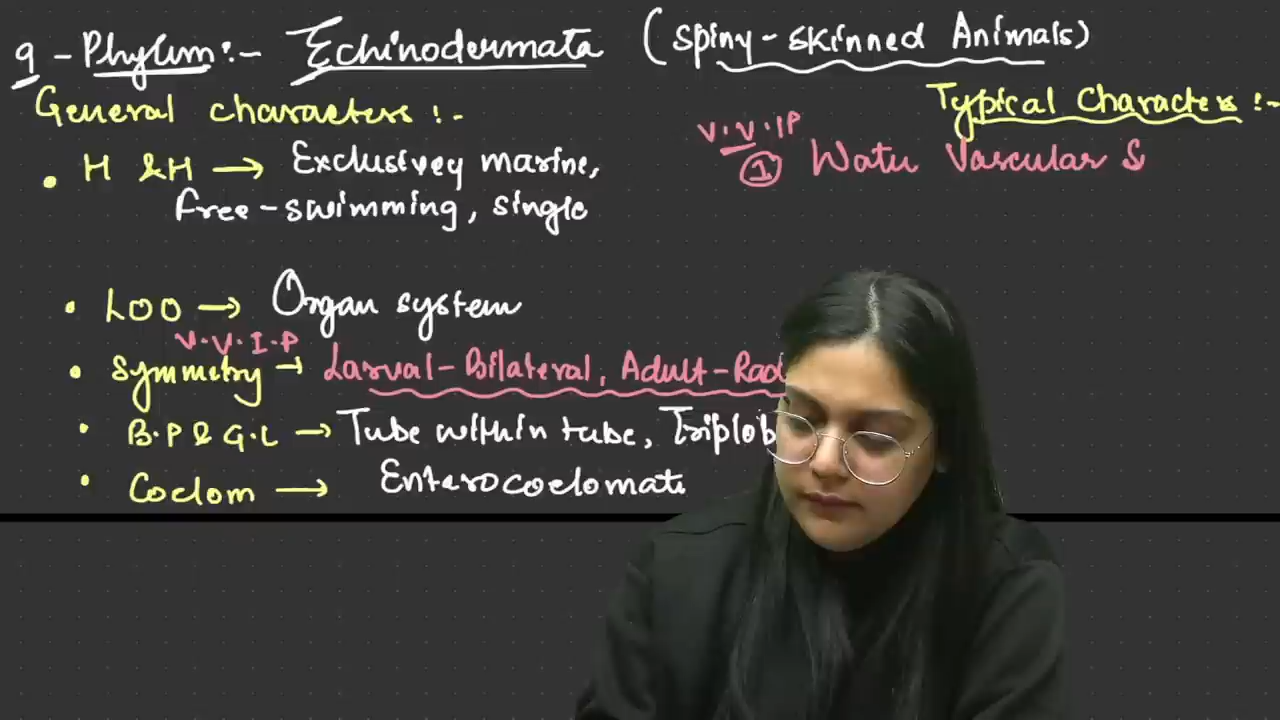 9 - Phylum :- Echinodermata (Spiny-skinned Animals)
General characters :-
• H & H → Exclusivey marine,
free-swimming, single
• LOO → Organ system
V.V.I.P
• Symmetry → Larval-Bilateral, Adult-Rad
• B.P & G.L → Tube within tube, Triplob
• Coelom → Enterocoelomate
Typical Characters :-
V.V.IP
① Water Vascular S